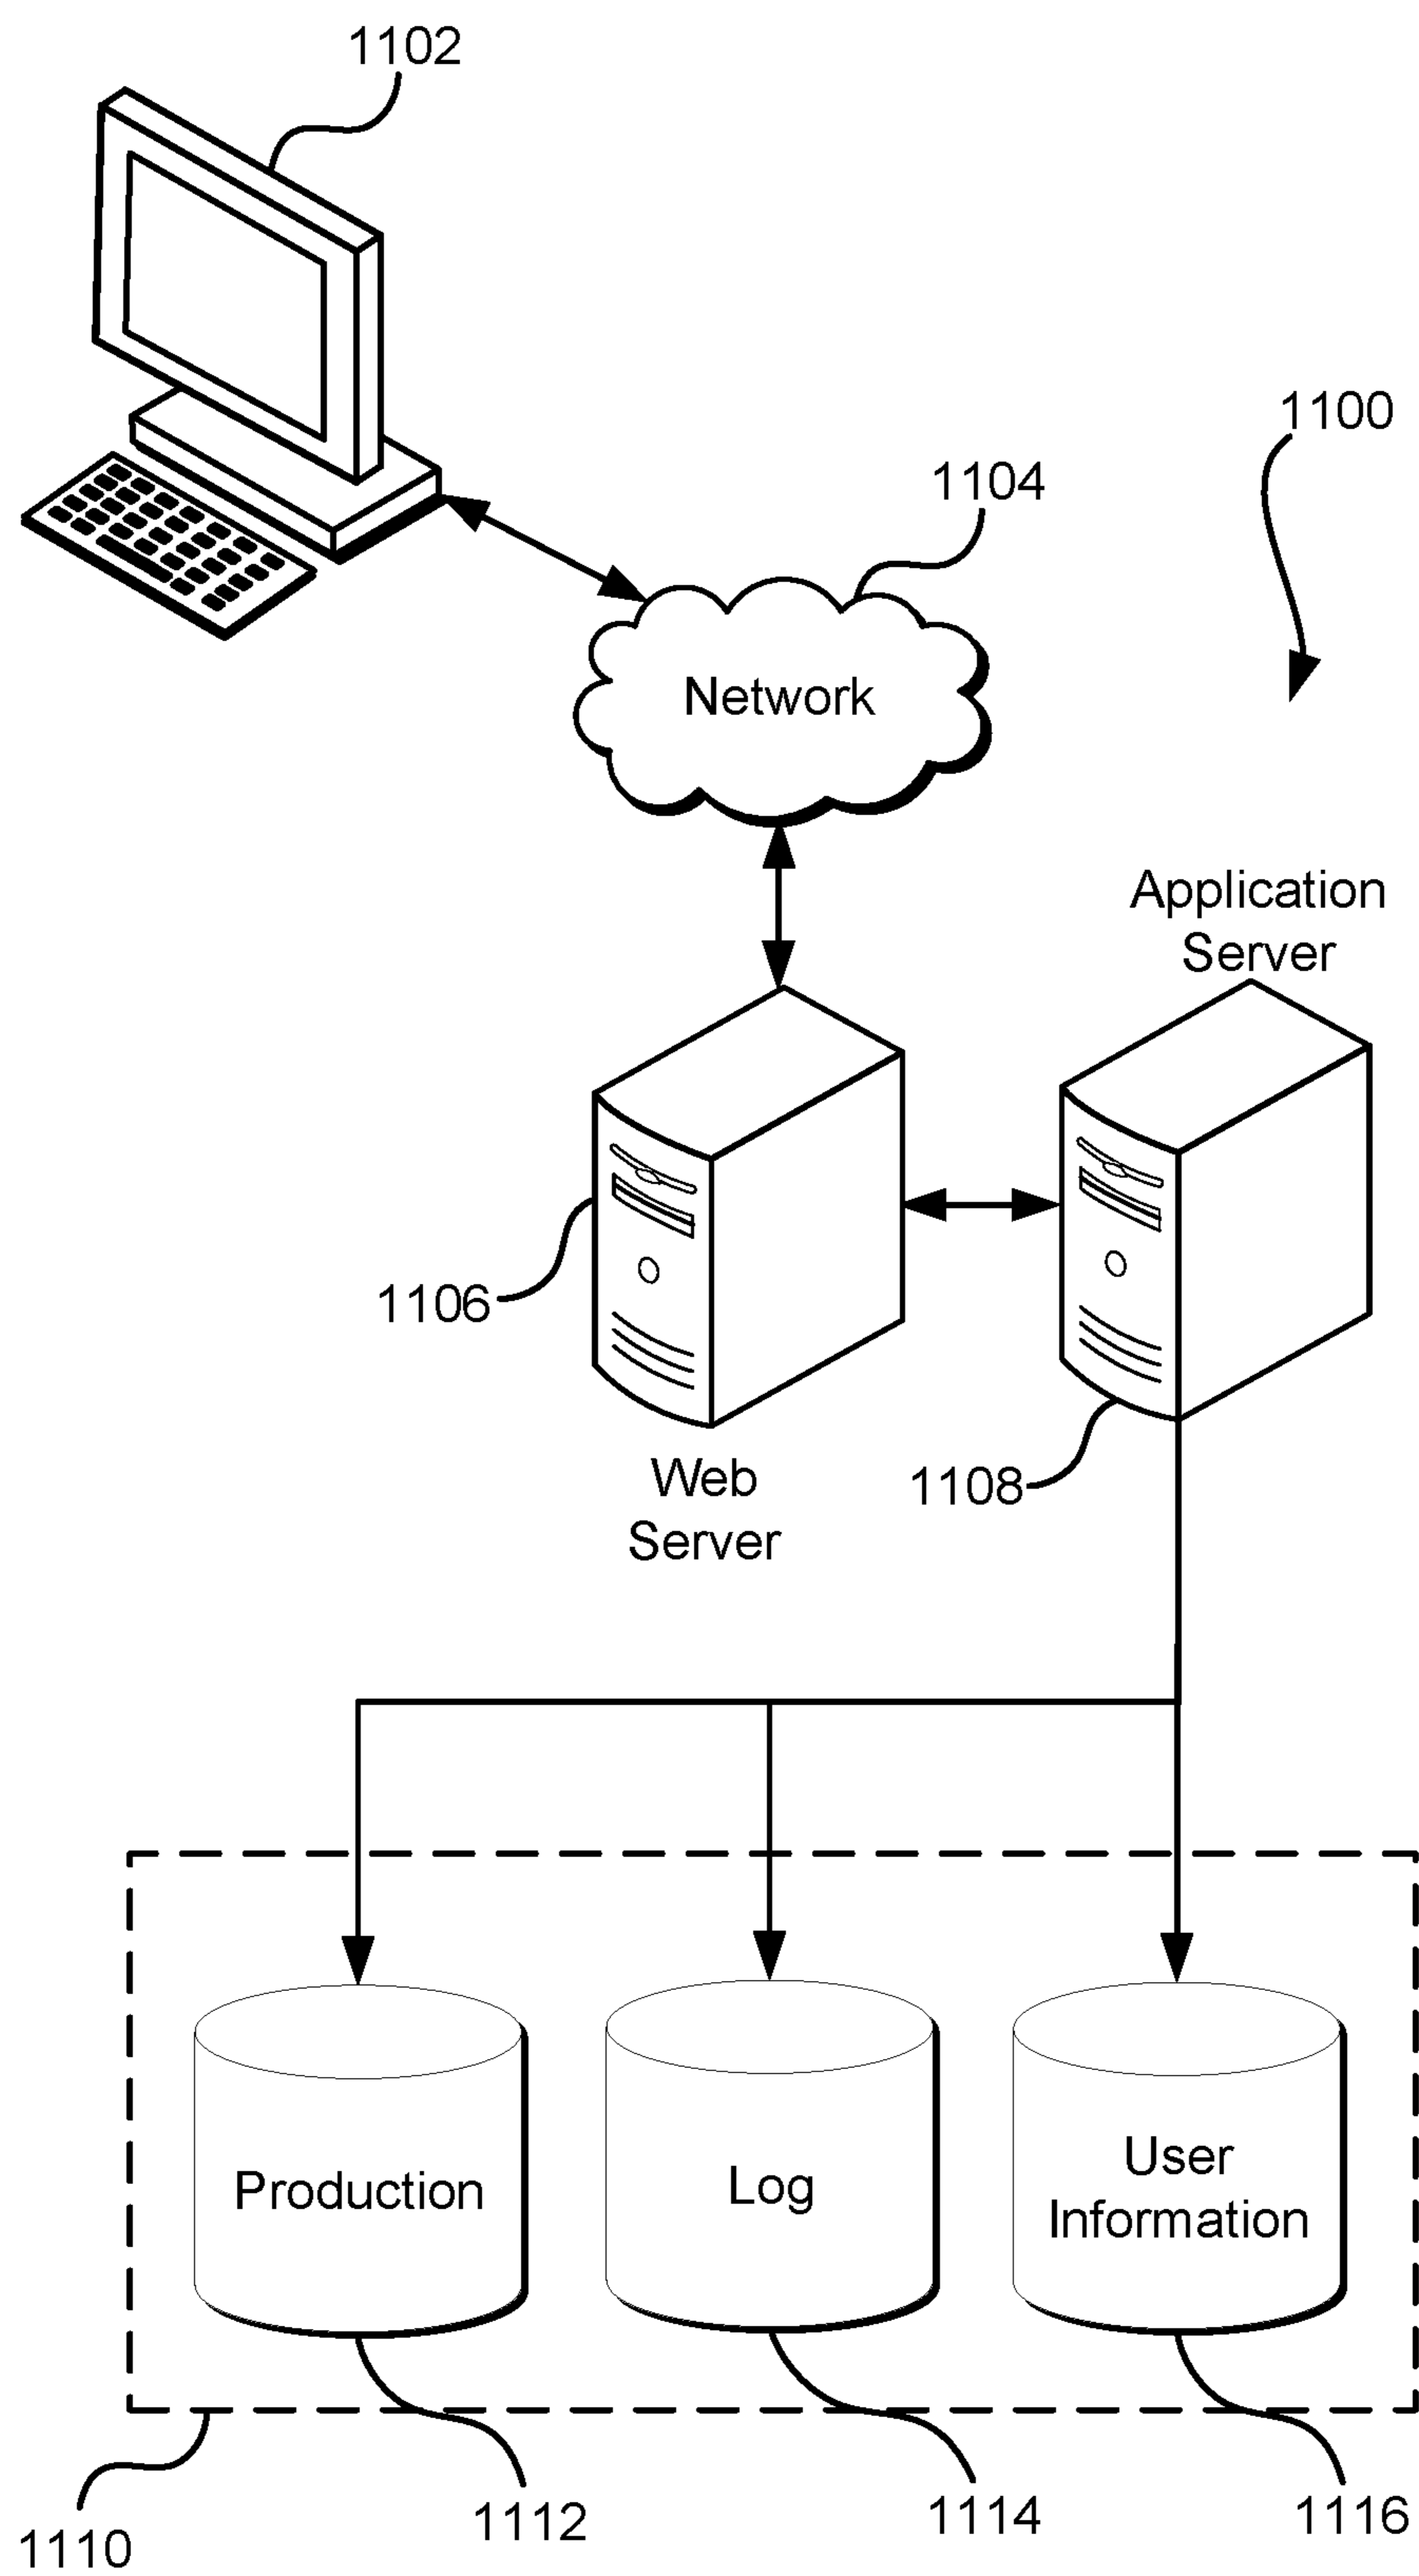 1102
1100
1104
Network
Application
Server
1106
1108
Web
Server
Production
Log
User
Information
1110
1112
1114
1116